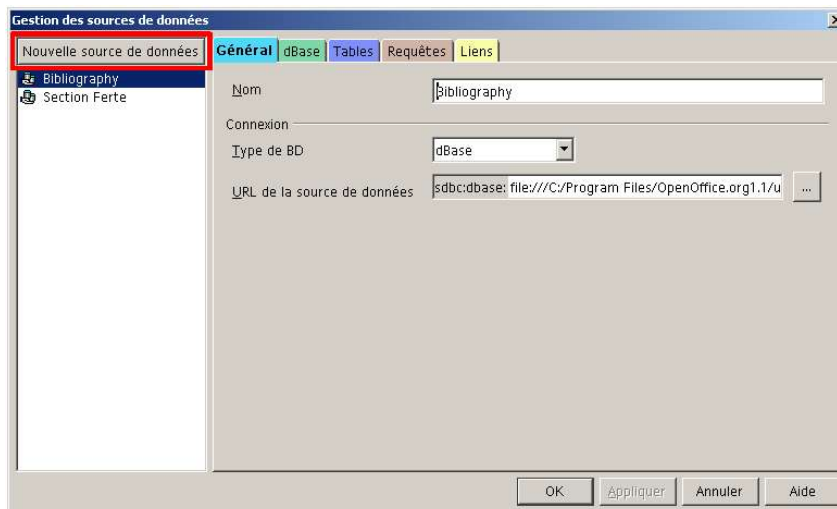 Gestion des sources de données
Nouvelle source de données
Général dBase Tables Requêtes Liens
Bibliography
Section Ferte
Nom
Bibliography
Connexion
Type de BD
dBase
URL de la source de données
sdbc:dbase: file:///C:/Program Files/OpenOffice.org1.1/u
...
OK Appliquer Annuler Aide